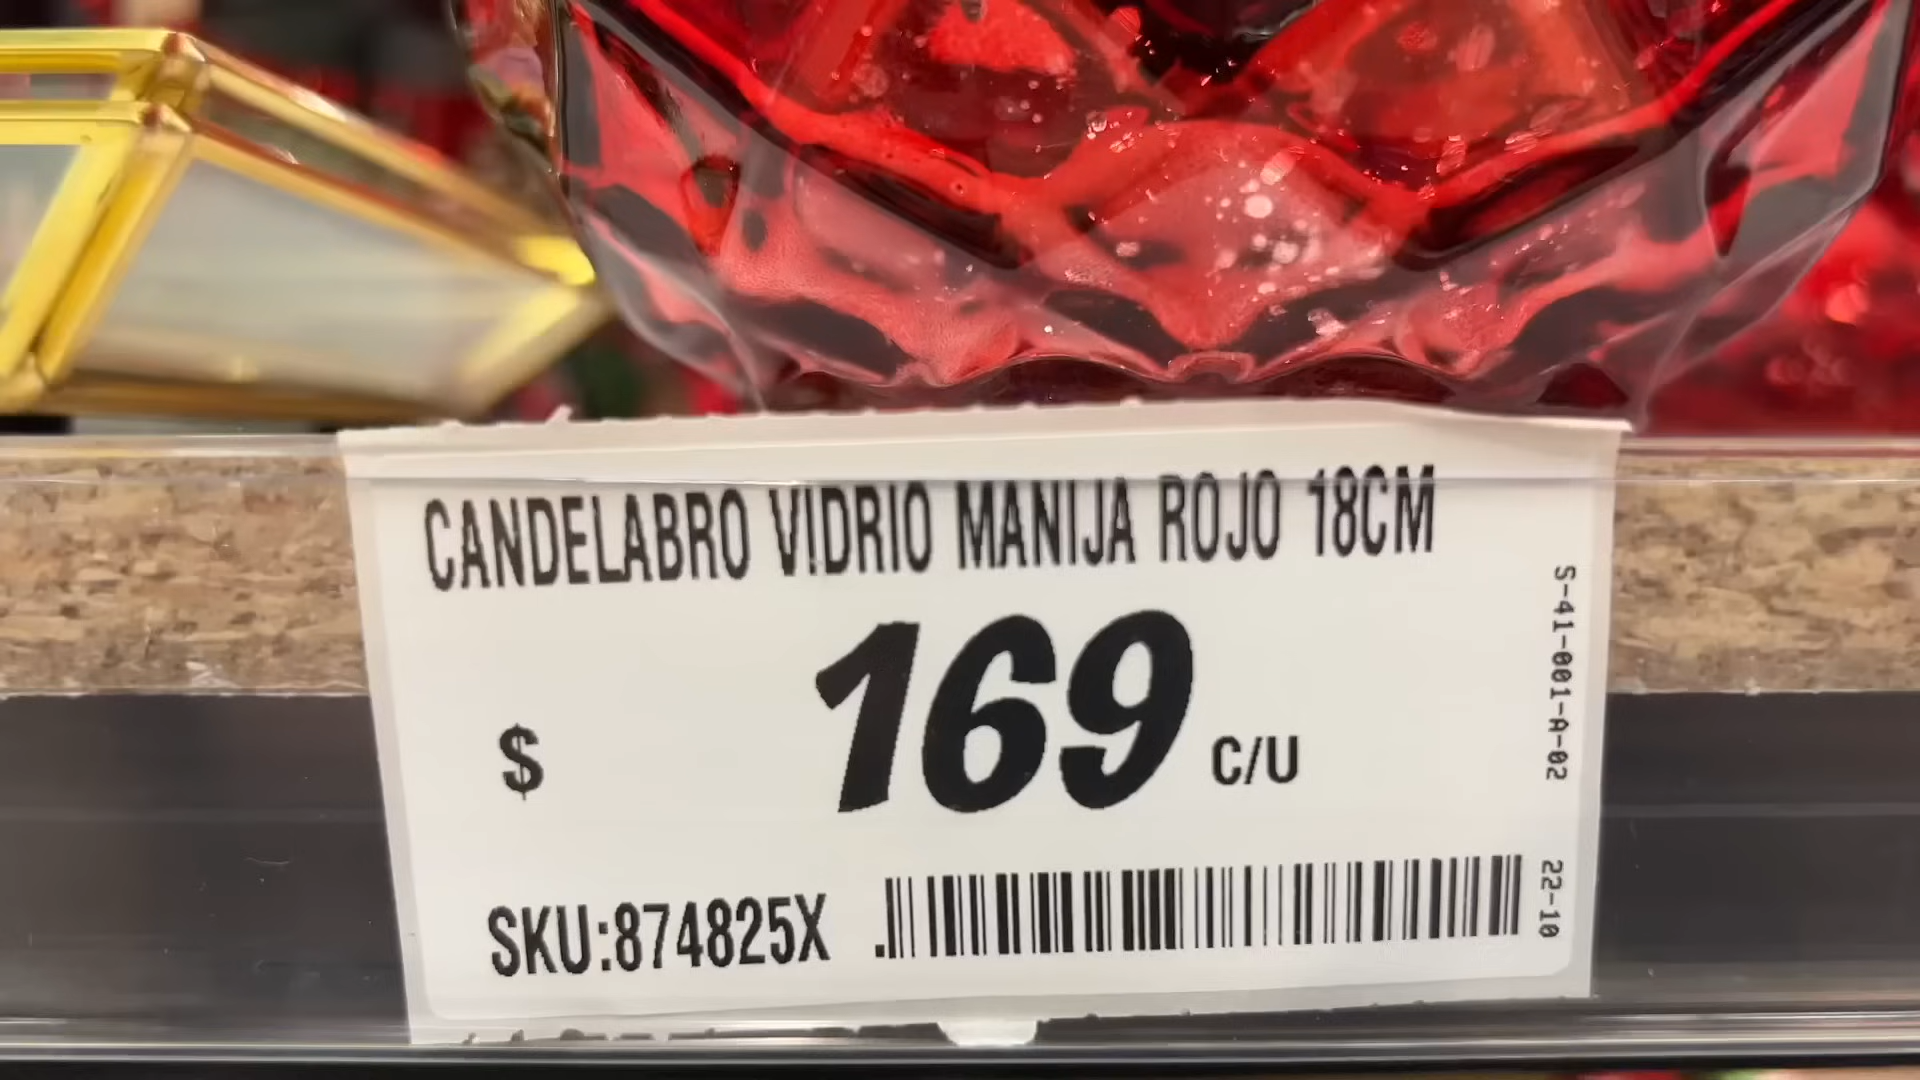 CANDELABRO VIDRIO MANIJA ROJO 18CM
$ 169 C/U
SKU:874825X
S-41-001-A-02
22-10